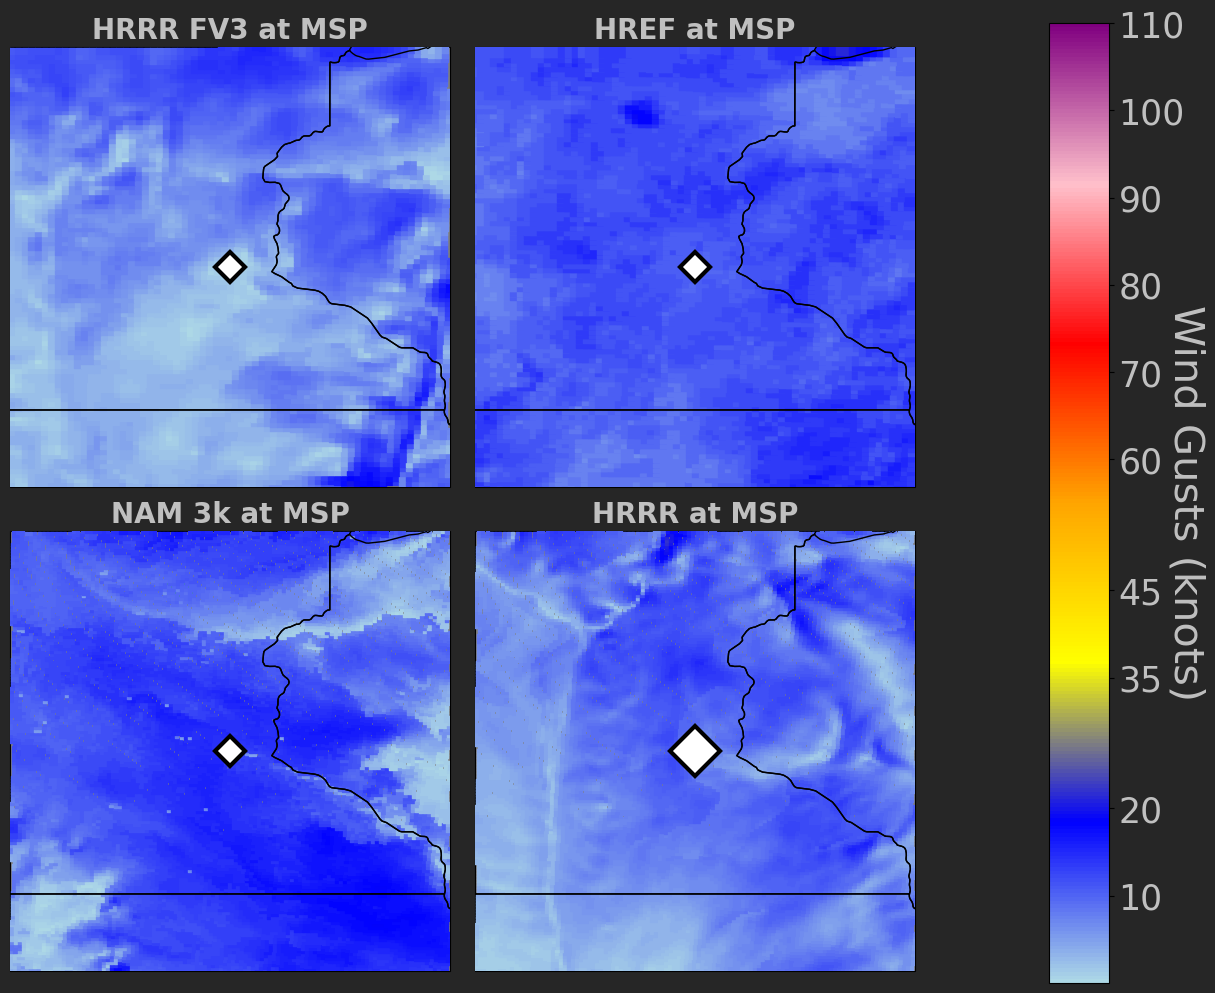 HRRR FV3 at MSP
HREF at MSP
NAM 3k at MSP
HRRR at MSP
110
100
90
80
70
60
45
35
20
10
Wind Gusts (knots)